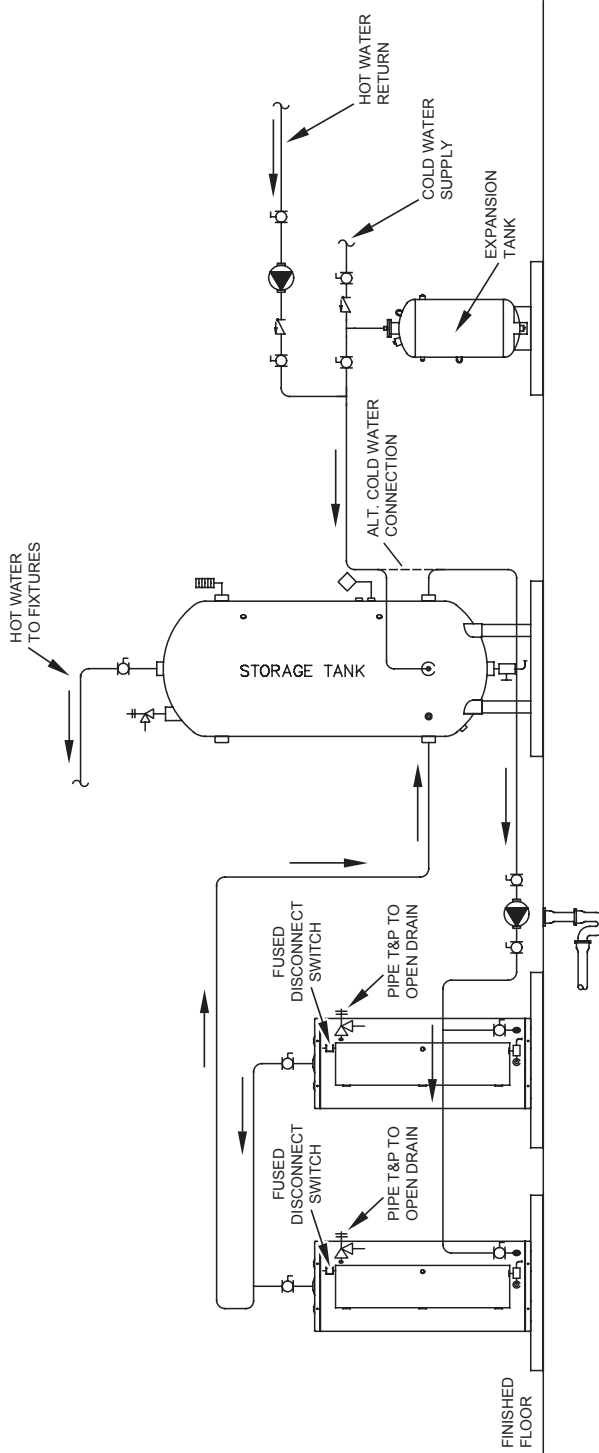 HOT WATER
TO FIXTURES
HOT WATER
RETURN
COLD WATER
SUPPLY
EXPANSION
TANK
ALT. COLD WATER
CONNECTION
STORAGE TANK
FUSED
DISCONNECT
SWITCH
PIPE T&P TO
OPEN DRAIN
FUSED
DISCONNECT
SWITCH
PIPE T&P TO
OPEN DRAIN
FINISHED
FLOOR